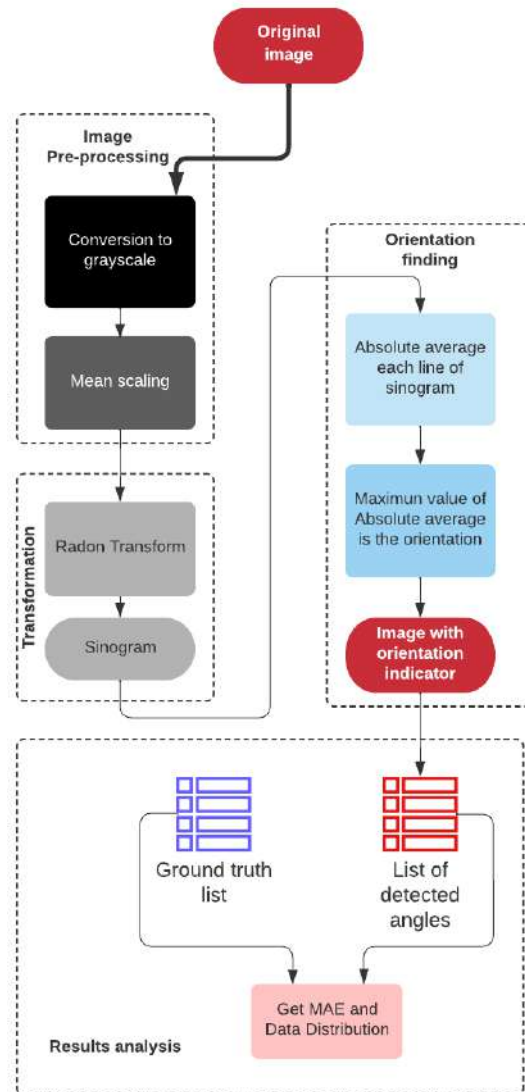 Original
image
Image
Pre-processing
Conversion to
grayscale
Mean scaling
Transformation
Radon Transform
Sinogram
Orientation
finding
Absolute average
each line of
sinogram
Maximun value of
Absolute average
is the orientation
Image with
orientation
indicator
Ground truth
list
List of
detected
angles
Get MAE and
Data Distribution
Results analysis